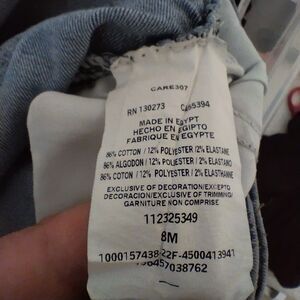 CARE307
RN 130273
MADE IN EGYPT
HECHO EN EGIPTO
FABRIQUE EN EGYPTE
86% COTTON / 12% POLYESTER / 2% ELASTANE
86% ALGODON / 12% POLIESTER / 2% ELASTANO
86% COTON / 12% POLYESTER / 2% ELASTHANNE
EXCLUSIVE OF DECORATION/EXCEPTO
DECORACION/EXCLUSIVE OF TRIMMING/
GARNITURE NON COMPRISE
112325349
8M